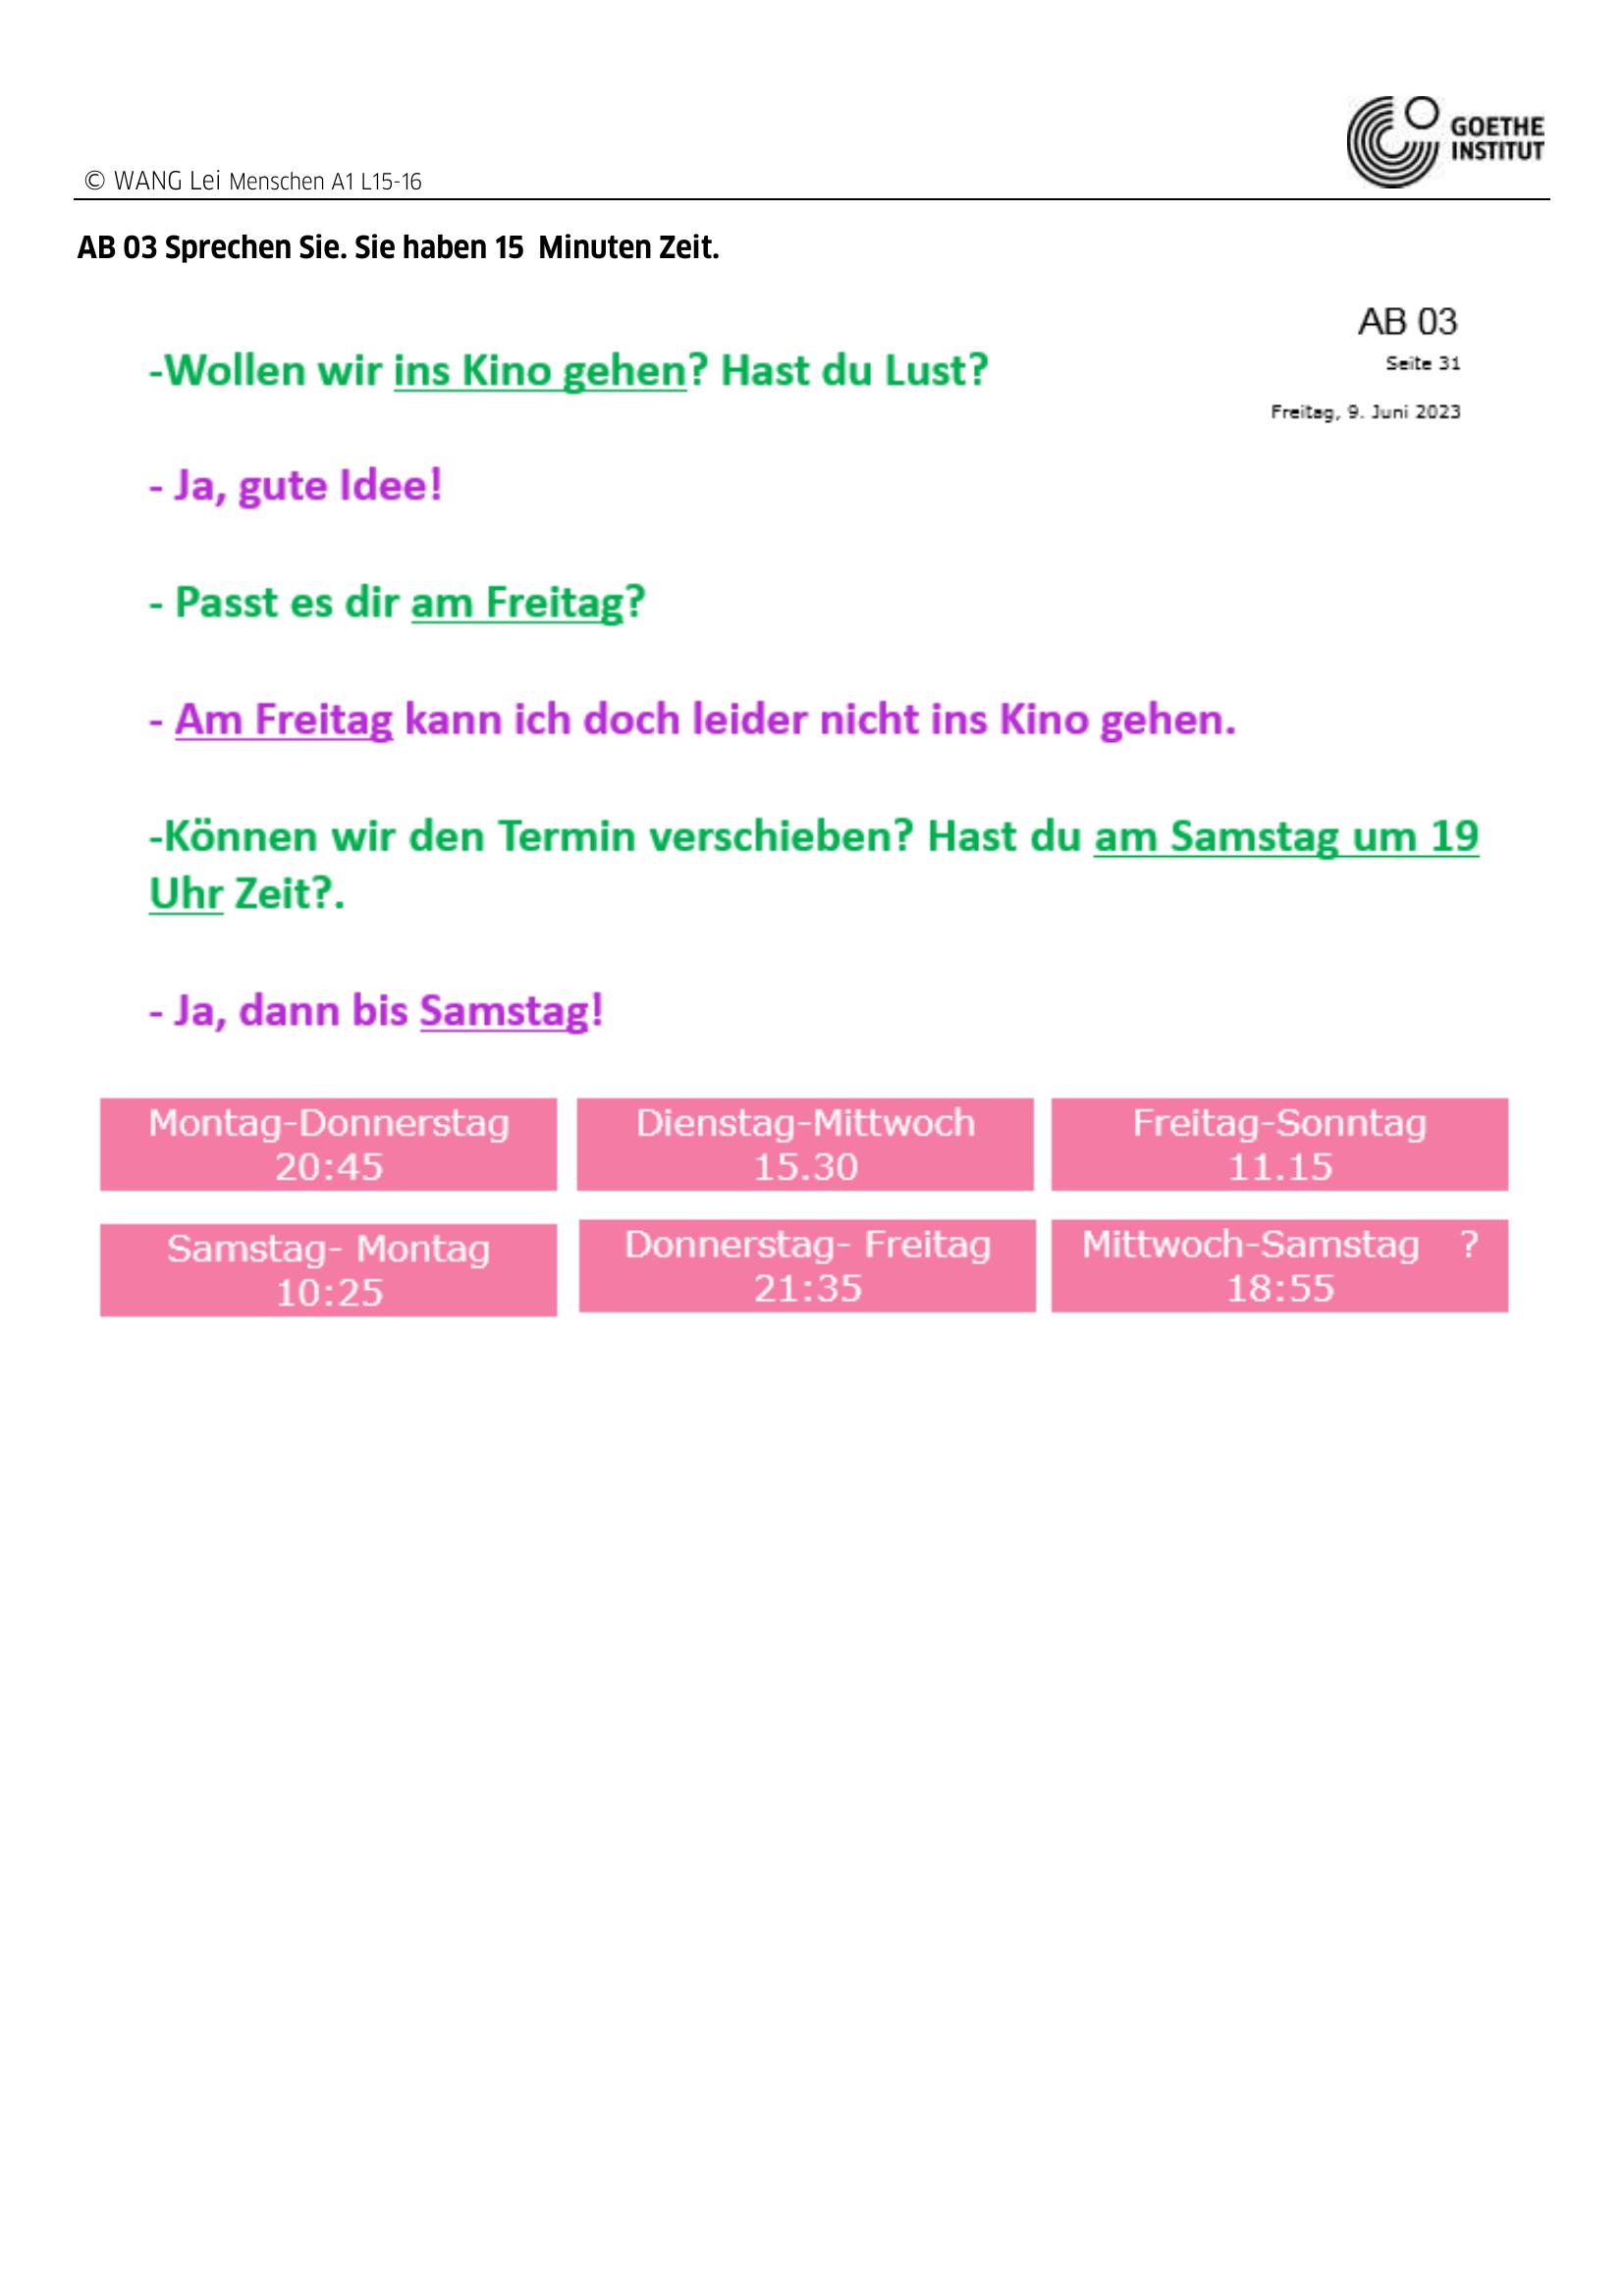 GOETHE
INSTITUT
© WANG Lei Menschen A1 L15-16
AB 03 Sprechen Sie. Sie haben 15  Minuten Zeit.
AB 03
Seite 31
Freitag, 9. Juni 2023
-Wollen wir ins Kino gehen? Hast du Lust?
- Ja, gute Idee!
- Passt es dir am Freitag?
- Am Freitag kann ich doch leider nicht ins Kino gehen.
-Können wir den Termin verschieben? Hast du am Samstag um 19
Uhr Zeit?.
- Ja, dann bis Samstag!
Montag-Donnerstag
20:45
Dienstag-Mittwoch
15.30
Freitag-Sonntag
11.15
Samstag- Montag
10:25
Donnerstag- Freitag
21:35
Mittwoch-Samstag ?
18:55